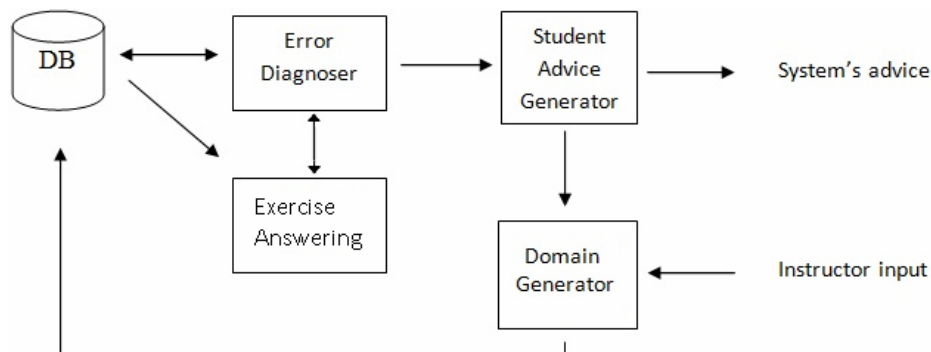 DB
Error
Diagnoser
Student
Advice
Generator
System's advice
Exercise
Answering
Domain
Generator
Instructor input